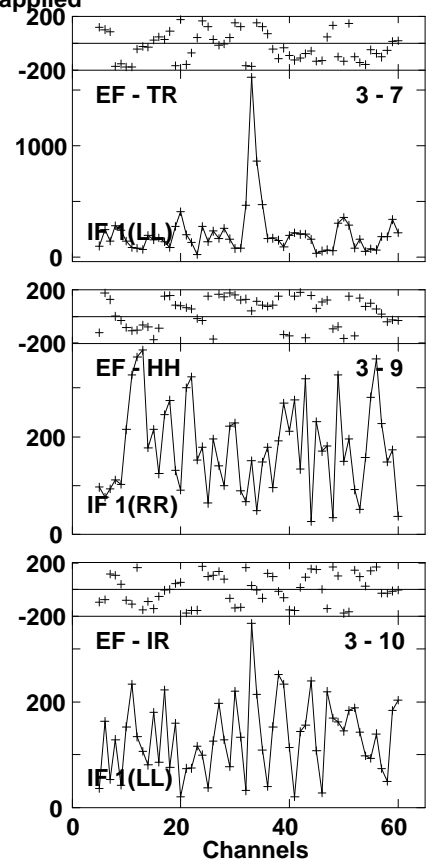 applied
200
-200
EF - TR 3 - 7
1000
IF 1(LL)
0
200
-200
EF - HH 3 - 9
200
IF 1(RR)
0
200
-200
EF - IR 3 - 10
200
IF 1(LL)
0
0 20 40 60
Channels